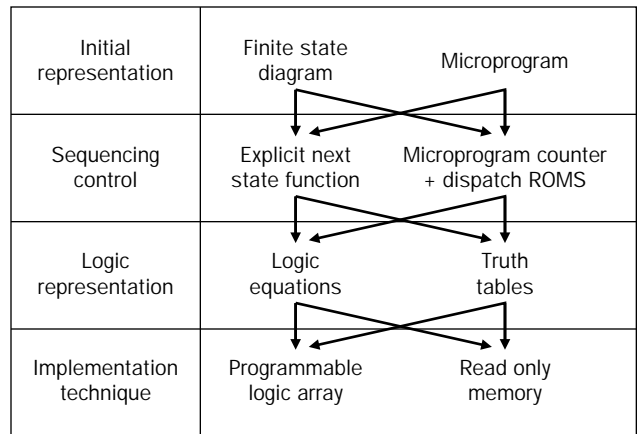 Initial
representation
Finite state
diagram
Microprogram
Sequencing
control
Explicit next
state function
Microprogram counter
+ dispatch ROMS
Logic
representation
Logic
equations
Truth
tables
Implementation
technique
Programmable
logic array
Read only
memory